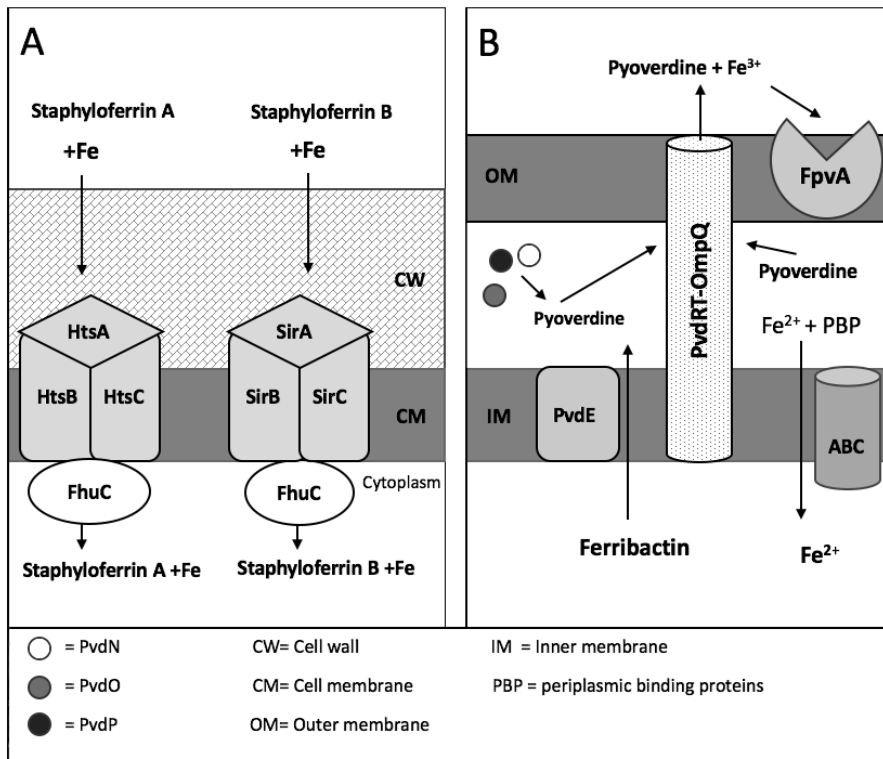 A
Staphyloferrin A
Staphyloferrin B
+Fe
+Fe
CW
HtsA
SirA
HtsB
HtsC
SirB
SirC
CM
FhuC
FhuC
Cytoplasm
Staphyloferrin A +Fe
Staphyloferrin B +Fe
B
Pyoverdine + Fe³⁺
OM
FpvA
PvdRT-OmpQ
Pyoverdine
Pyoverdine
Fe²⁺ + PBP
IM
PvdE
ABC
Ferribactin
Fe²⁺
= PvdN
CW= Cell wall
IM = Inner membrane
= PvdO
CM= Cell membrane
PBP = periplasmic binding proteins
= PvdP
OM= Outer membrane